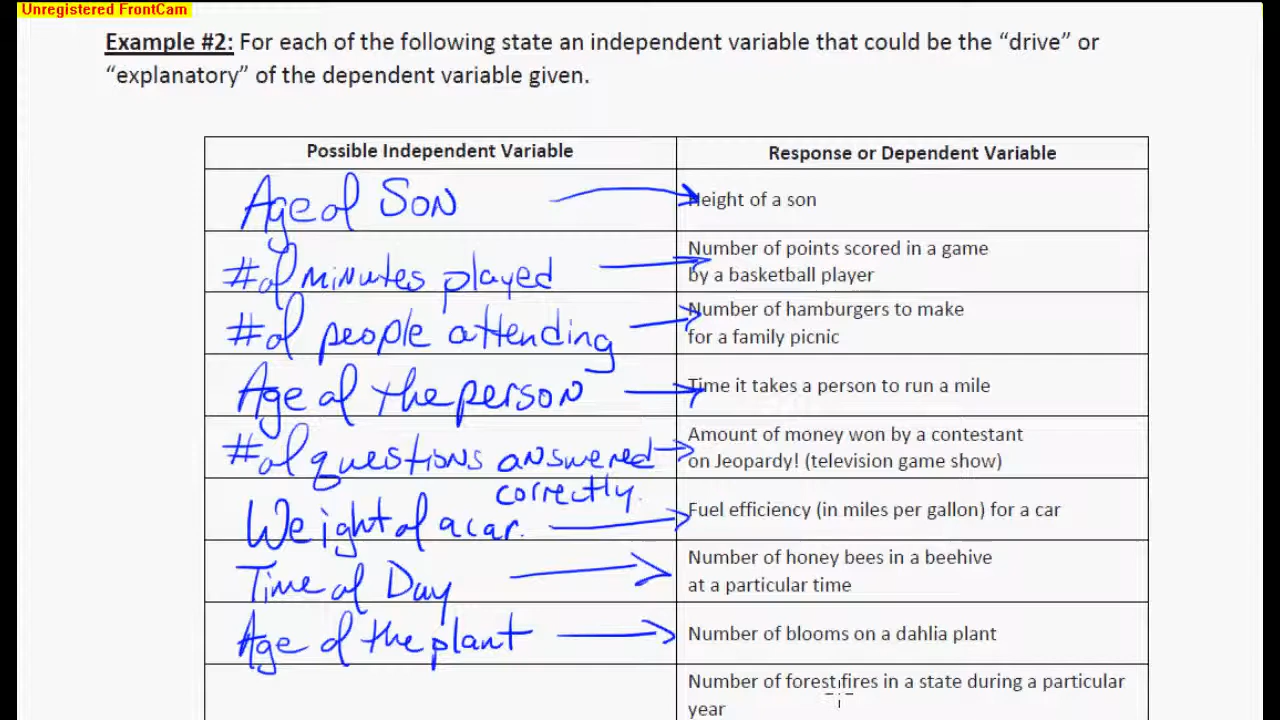 Unregistered FrontCam
Example #2: For each of the following state an independent variable that could be the “drive” or
“explanatory” of the dependent variable given.
Possible Independent Variable
Response or Dependent Variable
Age of Son
Height of a son
# of minutes played
Number of points scored in a game
by a basketball player
# of people attending
Number of hamburgers to make
for a family picnic
Age of the person
Time it takes a person to run a mile
# of questions answered
correctly.
Amount of money won by a contestant
on Jeopardy! (television game show)
Weight of a car.
Fuel efficiency (in miles per gallon) for a car
Time of Day
Number of honey bees in a beehive
at a particular time
Age of the plant
Number of blooms on a dahlia plant
Number of forest fires in a state during a particular
year